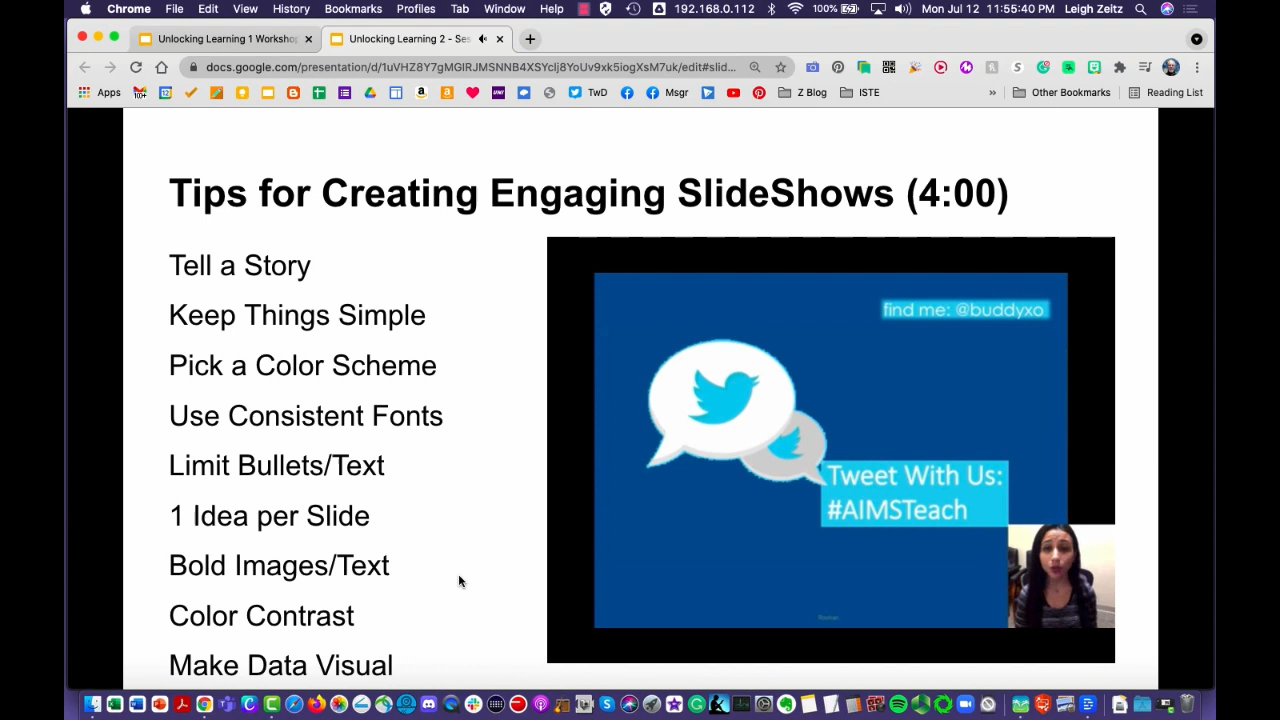 Chrome File Edit View History Bookmarks Profiles Tab Window Help 192.168.0.112 100% Mon Jul 12 11:55:40 PM Leigh Zeitz
Unlocking Learning 1 Workshop Unlocking Learning 2 - Ses
docs.google.com/presentation/d/1uVHZ8Y7gMGIRJMSNNB4XSYclj8YoUv9xk5iogXsM7uk/edit#slid...
Apps TwD Msgr Z Blog ISTE » Other Bookmarks Reading List
Tips for Creating Engaging SlideShows (4:00)
Tell a Story
Keep Things Simple
Pick a Color Scheme
Use Consistent Fonts
Limit Bullets/Text
1 Idea per Slide
Bold Images/Text
Color Contrast
Make Data Visual
find me: @buddyxo
Tweet With Us:
#AIMSTeach